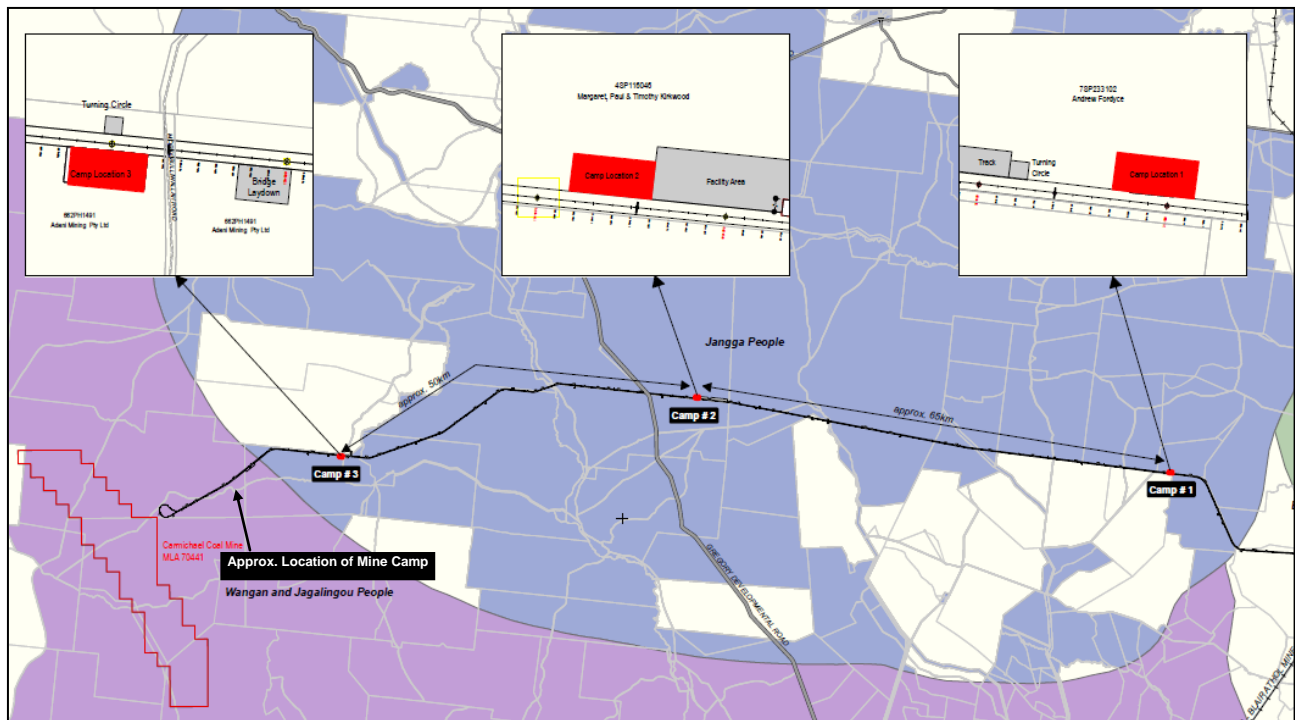 Turning Circle
Camp Location 3
Bridge
Laydown
662PH1491
Adani Mining Pty Ltd
662PH1491
Adani Mining Pty Ltd
4SP116046
Margaret, Paul & Timothy Kirkwood
Camp Location 2
Facility Area
7SP233102
Andrew Fordyce
Track
Turning
Circle
Camp Location 1
Jangga People
approx. 50km
approx. 65km
Camp # 2
Camp # 3
Camp # 1
Carmichael Coal Mine
MLA 70441
Approx. Location of Mine Camp
Wangan and Jagalingou People
GREGORY DEVELOPMENTAL ROAD
BLAIR ATHOL MINE